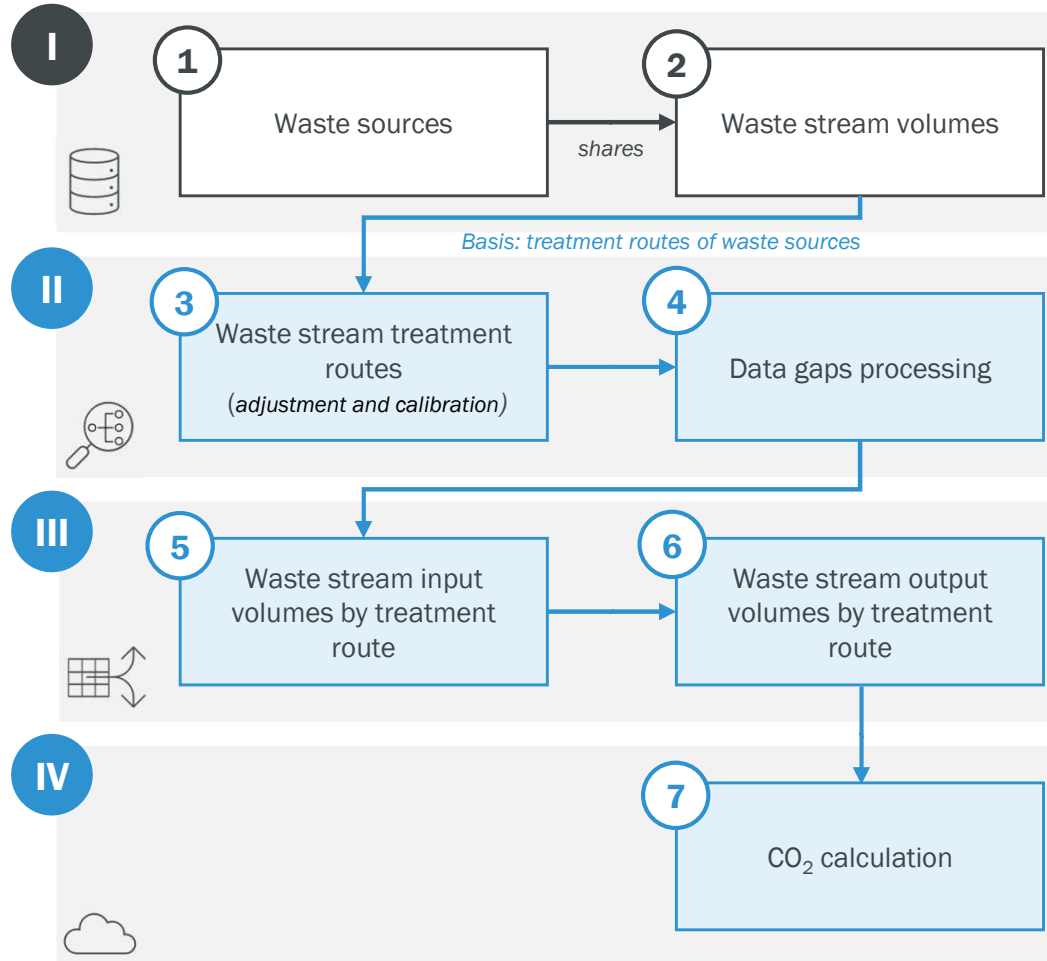 I
1
Waste sources
shares
2
Waste stream volumes
Basis: treatment routes of waste sources
II
3
Waste stream treatment
routes
(adjustment and calibration)
4
Data gaps processing
III
5
Waste stream input
volumes by treatment
route
6
Waste stream output
volumes by treatment
route
IV
7
CO₂ calculation